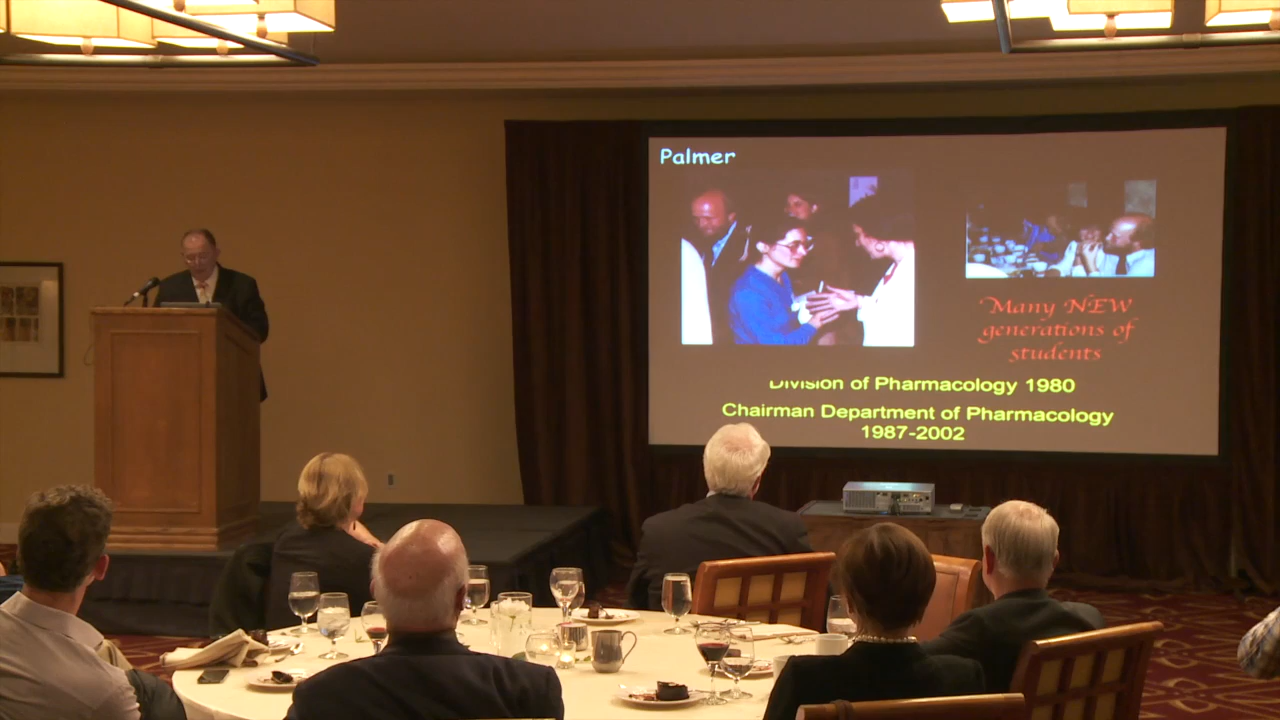 Palmer
Many NEW
generations of
students
Division of Pharmacology 1980
Chairman Department of Pharmacology
1987-2002